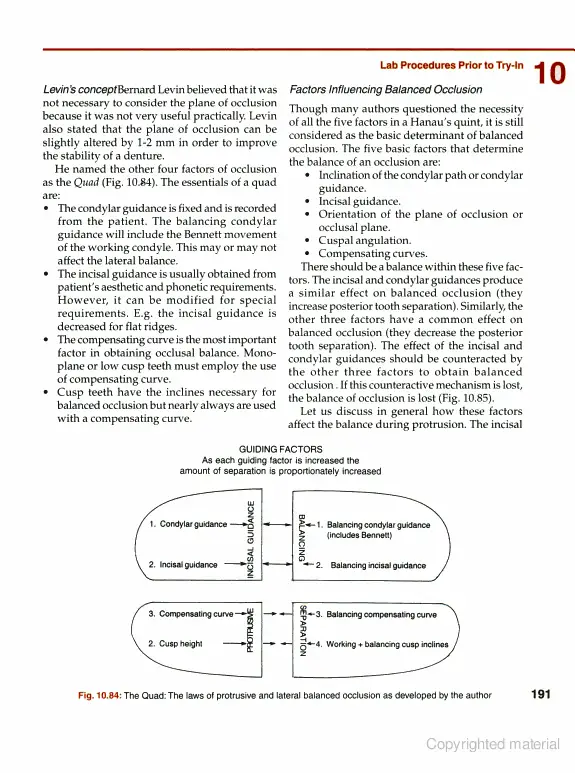 Lab Procedures Prior to Try-In
10
Levin's concept Bernard Levin believed that it was
not necessary to consider the plane of occlusion
because it was not very useful practically. Levin
also stated that the plane of occlusion can be
slightly altered by 1-2 mm in order to improve
the stability of a denture.
He named the other four factors of occlusion
as the Quad (Fig. 10.84). The essentials of a quad
are:
• The condylar guidance is fixed and is recorded
from the patient. The balancing condylar
guidance will include the Bennett movement
of the working condyle. This may or may not
affect the lateral balance.
• The incisal guidance is usually obtained from
patient's aesthetic and phonetic requirements.
However, it can be modified for special
requirements. E.g. the incisal guidance is
decreased for flat ridges.
• The compensating curve is the most important
factor in obtaining occlusal balance. Mono-
plane or low cusp teeth must employ the use
of compensating curve.
• Cusp teeth have the inclines necessary for
balanced occlusion but nearly always are used
with a compensating curve.
Factors Influencing Balanced Occlusion
Though many authors questioned the necessity
of all the five factors in a Hanau's quint, it is still
considered as the basic determinant of balanced
occlusion. The five basic factors that determine
the balance of an occlusion are:
• Inclination of the condylar path or condylar
guidance.
• Incisal guidance.
• Orientation of the plane of occlusion or
occlusal plane.
• Cuspal angulation.
• Compensating curves.
There should be a balance within these five fac-
tors. The incisal and condylar guidances produce
a similar effect on balanced occlusion (they
increase posterior tooth separation). Similarly, the
other three factors have a common effect on
balanced occlusion (they decrease the posterior
tooth separation). The effect of the incisal and
condylar guidances should be counteracted by
the other three factors to obtain balanced
occlusion . If this counteractive mechanism is lost,
the balance of occlusion is lost (Fig. 10.85).
Let us discuss in general how these factors
affect the balance during protrusion. The incisal
GUIDING FACTORS
As each guiding factor is increased the
amount of separation is proportionately increased
1. Condylar guidance
2. Incisal guidance
INCISAL GUIDANCE
BALANCING
1. Balancing condylar guidance
(includes Bennett)
2. Balancing incisal guidance
3. Compensating curve
2. Cusp height
PROTRUSIVE
SEPARATION
3. Balancing compensating curve
4. Working + balancing cusp inclines
Fig. 10.84: The Quad: The laws of protrusive and lateral balanced occlusion as developed by the author
191
Copyrighted material